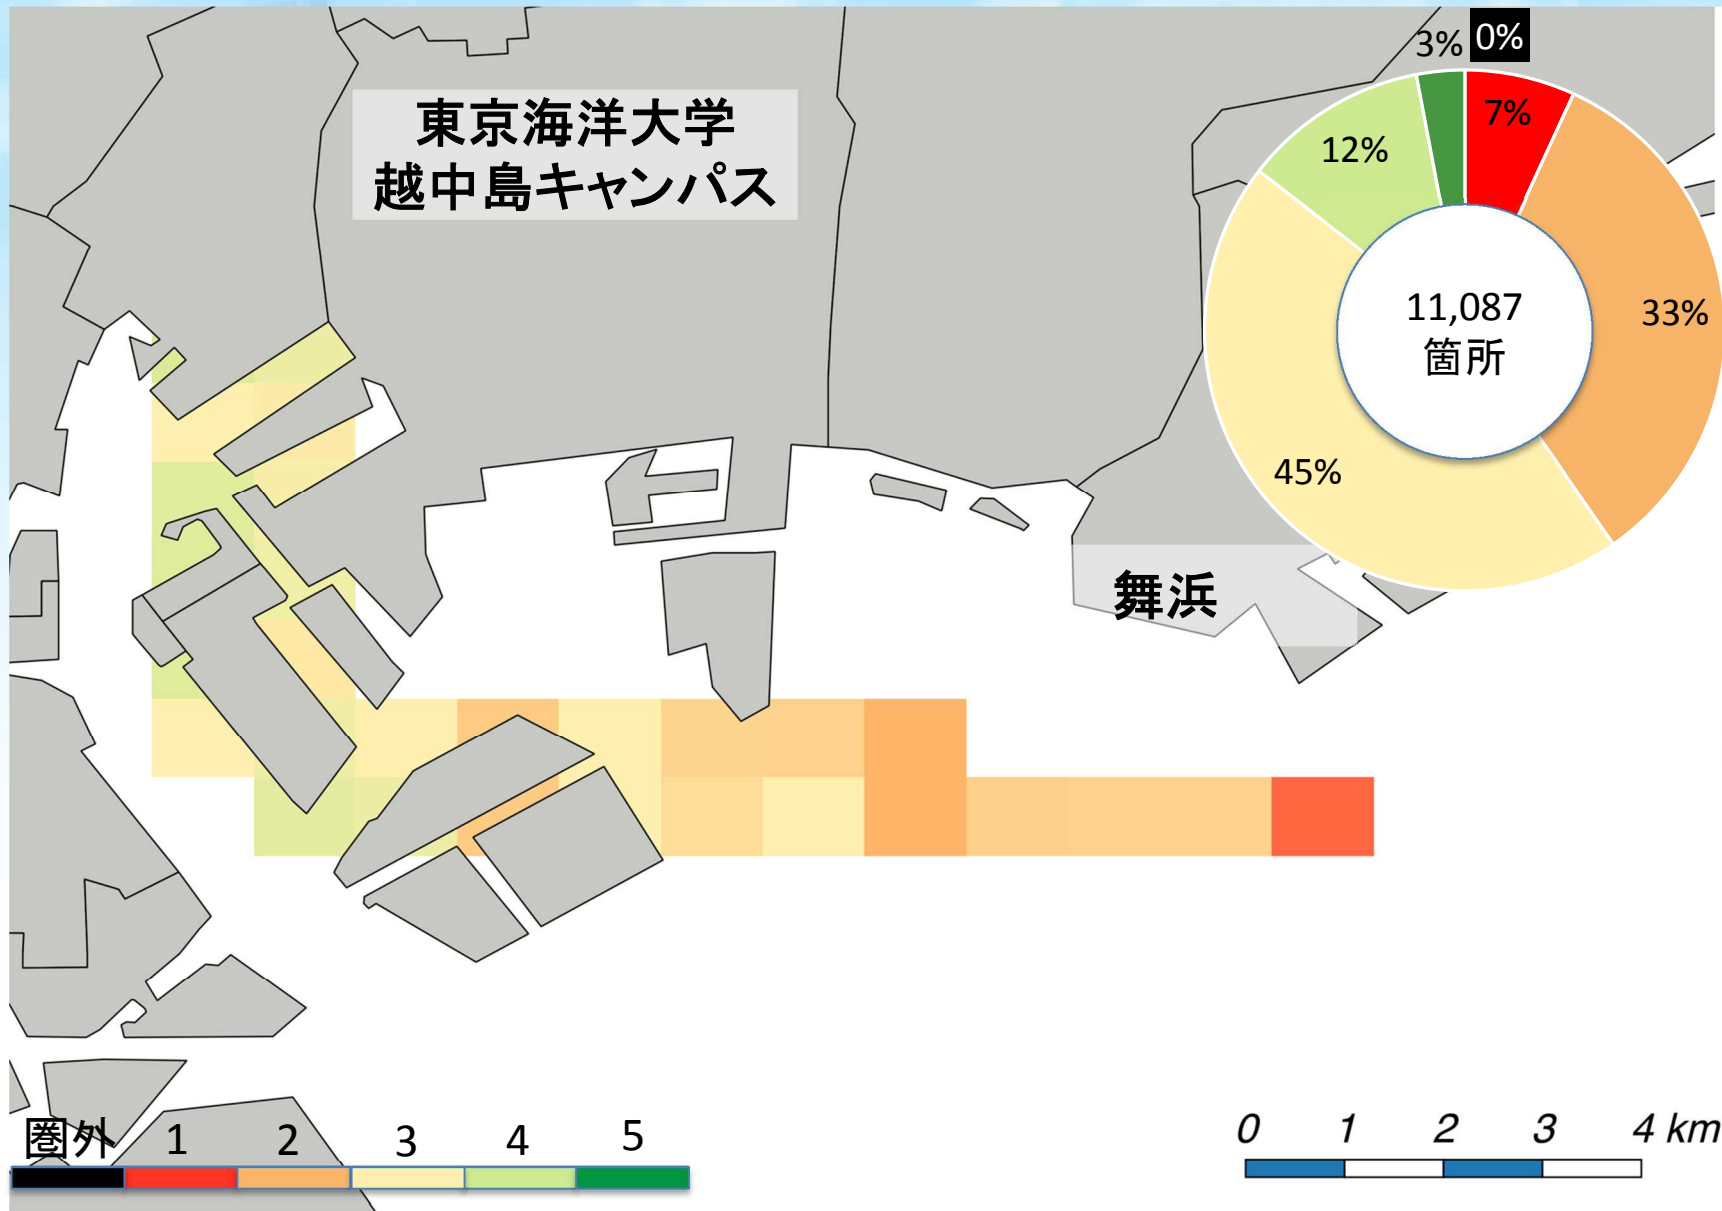 東京海洋大学
越中島キャンパス
3% 0%
7%
12%
33%
11,087
箇所
45%
舞浜
圏外 1 2 3 4 5
0 1 2 3 4 km